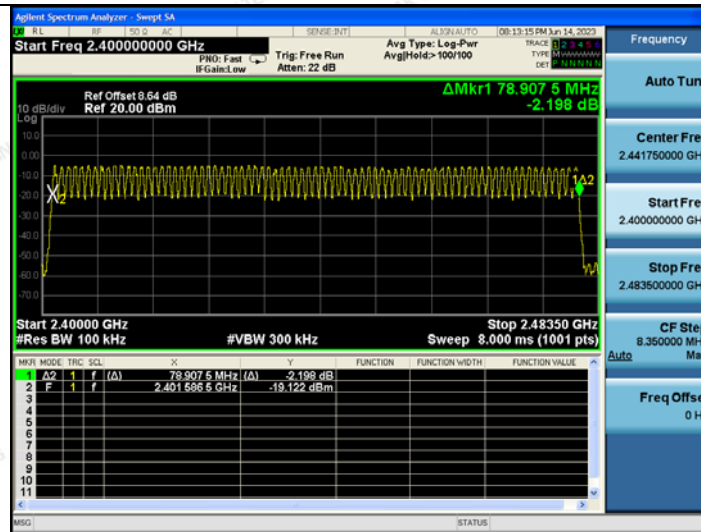 Agilent Spectrum Analyzer - Swept SA
RL RF 50 Ω AC SENSE:INT ALIGN AUTO 08:13:15 PM Jun 14, 2023
Start Freq 2.400000000 GHz
PNO: Fast
IFGain:Low
Trig: Free Run
Atten: 22 dB
Avg Type: Log-Pwr
Avg|Hold:>100/100
TRACE 1 2 3 4 5 6
TYPE M
DET P N N N N N
Ref Offset 8.64 dB
Ref 20.00 dBm
10 dB/div
Log
ΔMkr1 78.907 5 MHz
-2.198 dB
10.0
0.00
-10.0
-20.0
-30.0
-40.0
-50.0
-60.0
-70.0
X2
1Δ2
Start 2.40000 GHz
Stop 2.48350 GHz
#Res BW 100 kHz
#VBW 300 kHz
Sweep 8.000 ms (1001 pts)
MKR MODE TRC SCL X Y FUNCTION FUNCTION WIDTH FUNCTION VALUE
1 Δ2 1 f (Δ) 78.907 5 MHz (Δ) -2.198 dB
2 F 1 f 2.401 586 5 GHz -19.122 dBm
3
4
5
6
7
8
9
10
11
MSG
STATUS
Frequency
Auto Tun
Center Fre
2.441750000 GH
Start Fre
2.400000000 GH
Stop Fre
2.483500000 GH
CF Ste
8.350000 MH
Auto Ma
Freq Offse
0 H